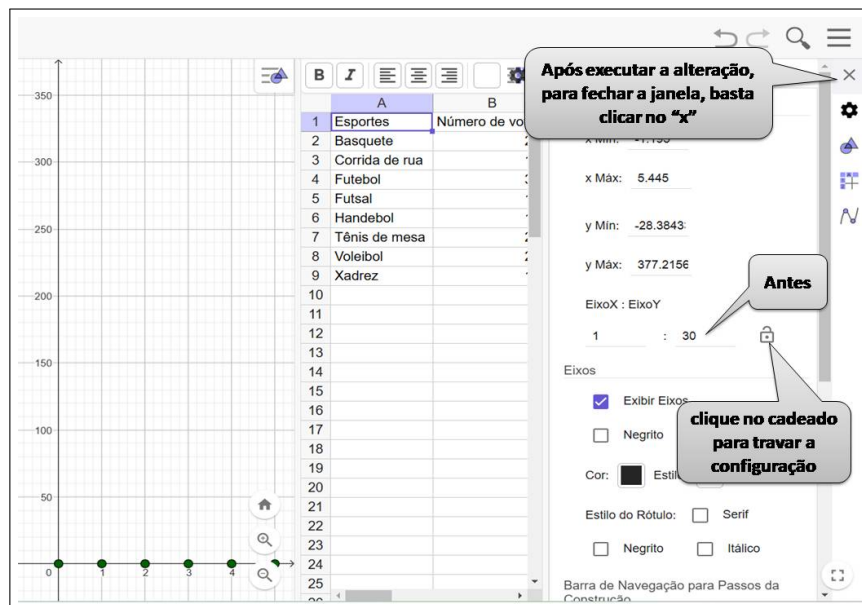 B I
Após executar a alteração,
para fechar a janela, basta
clicar no “x”
350
300
250
200
150
100
50
0 1 2 3 4
A B
1 Esportes Número de vo
2 Basquete
3 Corrida de rua
4 Futebol
5 Futsal
6 Handebol
7 Tênis de mesa
8 Voleibol
9 Xadrez
10
11
12
13
14
15
16
17
18
19
20
21
22
23
24
25
x Máx: 5.445
y Mín: -28.3843
y Máx: 377.2156
Antes
EixoX : EixoY
1 : 30
Eixos
Exibir Eixos
Negrito
clique no cadeado
para travar a
configuração
Cor: Estilo
Estilo do Rótulo: Serif
Negrito Itálico
Barra de Navegação para Passos da
Construção